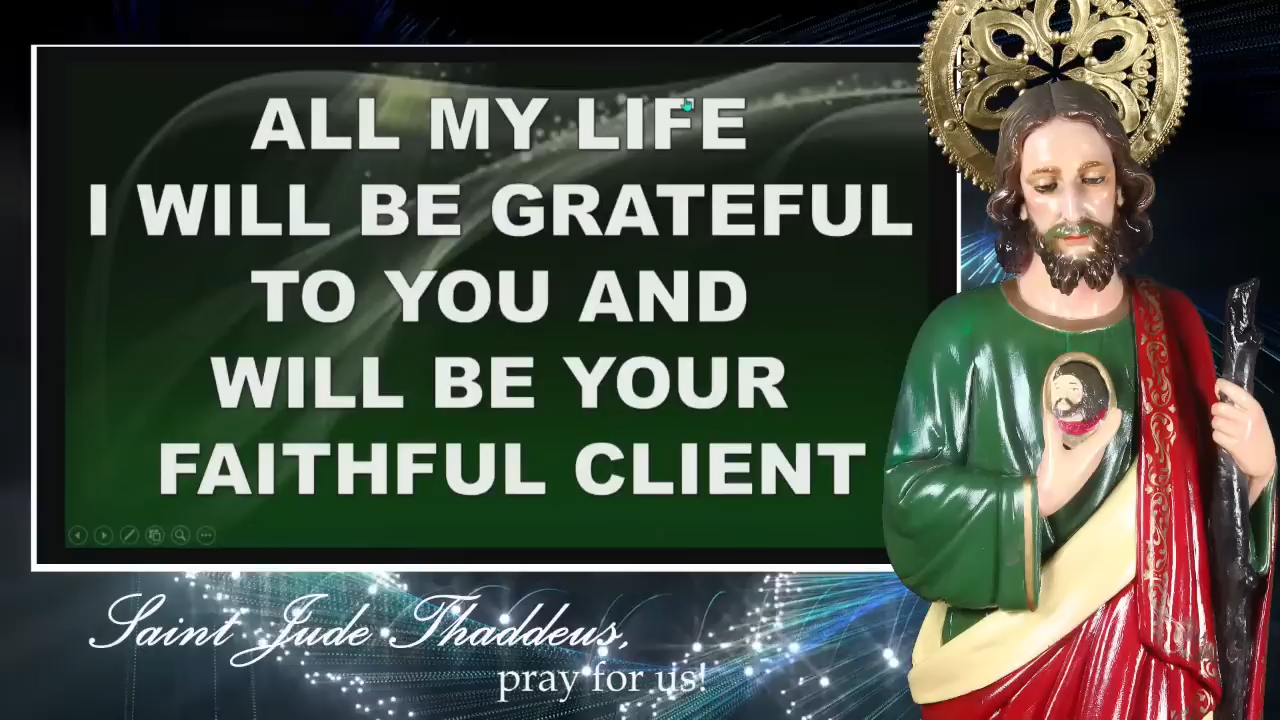 ALL MY LIFE
I WILL BE GRATEFUL
TO YOU AND
WILL BE YOUR
FAITHFUL CLIENT
Saint Jude Thaddeus,
pray for us!